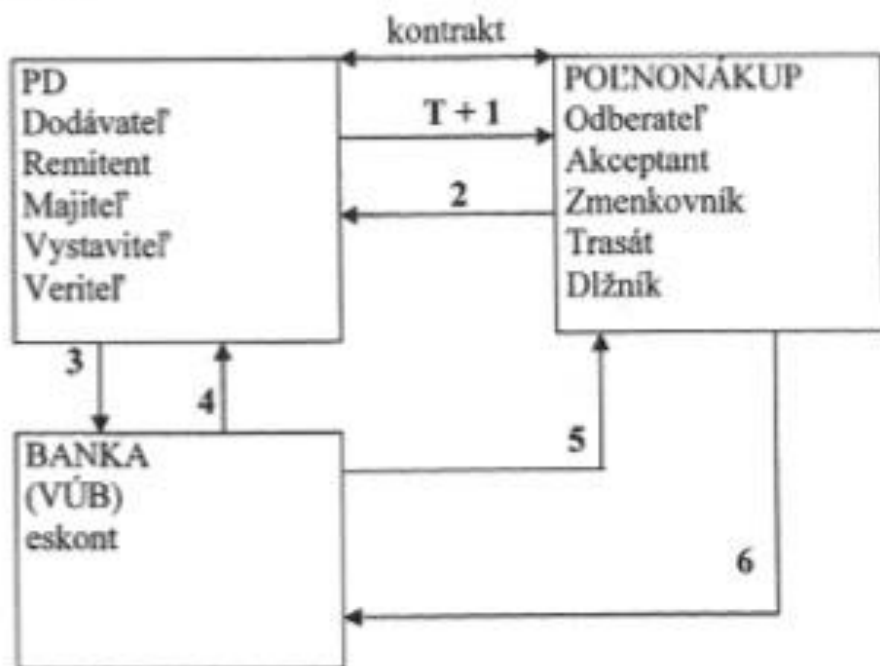 kontrakt
PD
Dodávateľ
Remitent
Majiteľ
Vystaviteľ
Veriteľ
T + 1
2
POĽNONÁKUP
Odberateľ
Akceptant
Zmenkovník
Trasát
Dlžník
3
4
5
6
BANKA
(VÚB)
eskont